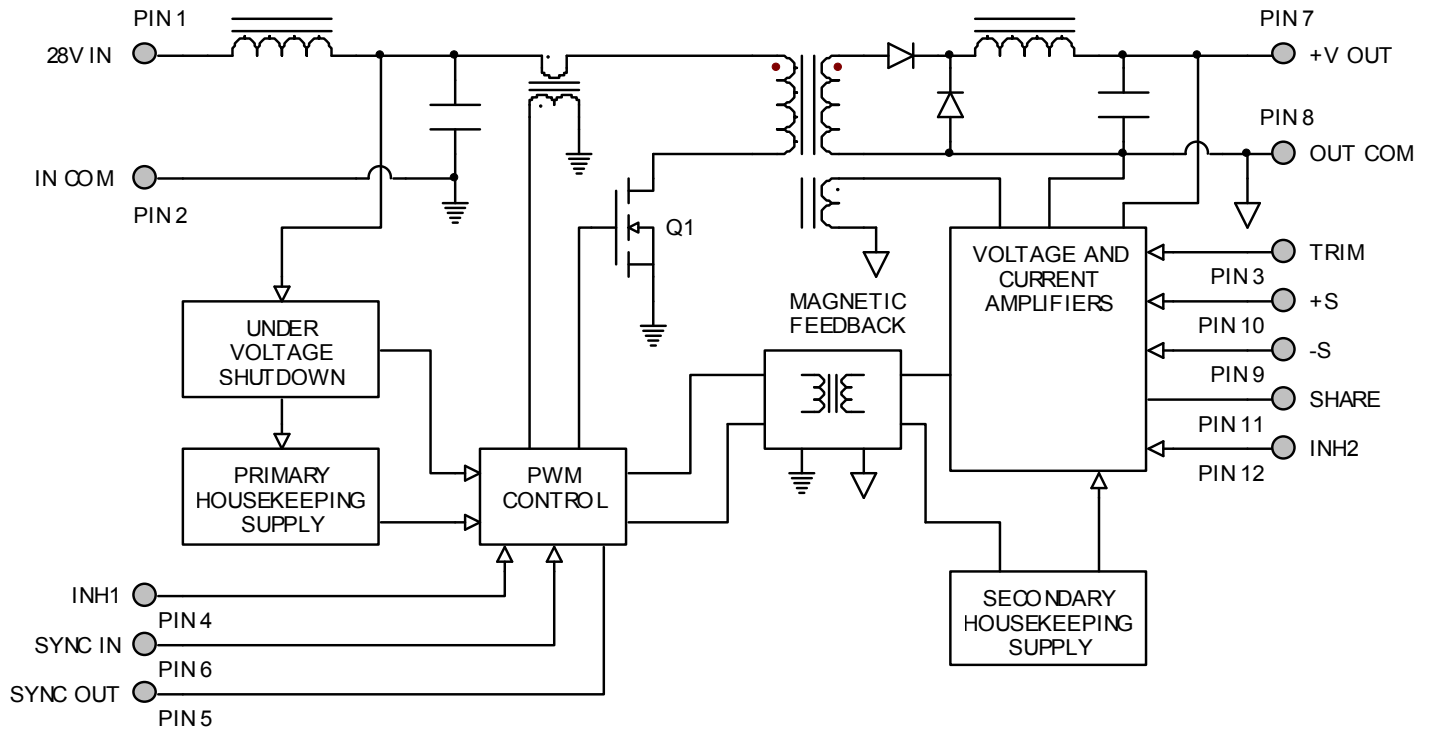 PIN 1
28V IN
IN COM
PIN 2
Q1
PIN 7
+V OUT
PIN 8
OUT COM
VOLTAGE AND
CURRENT
AMPLIFIERS
TRIM
PIN 3
+S
PIN 10
-S
PIN 9
SHARE
PIN 11
INH2
PIN 12
MAGNETIC
FEEDBACK
UNDER
VOLTAGE
SHUTDOWN
PRIMARY
HOUSEKEEPING
SUPPLY
PWM
CONTROL
SECONDARY
HOUSEKEEPING
SUPPLY
INH1
PIN 4
SYNC IN
PIN 6
SYNC OUT
PIN 5